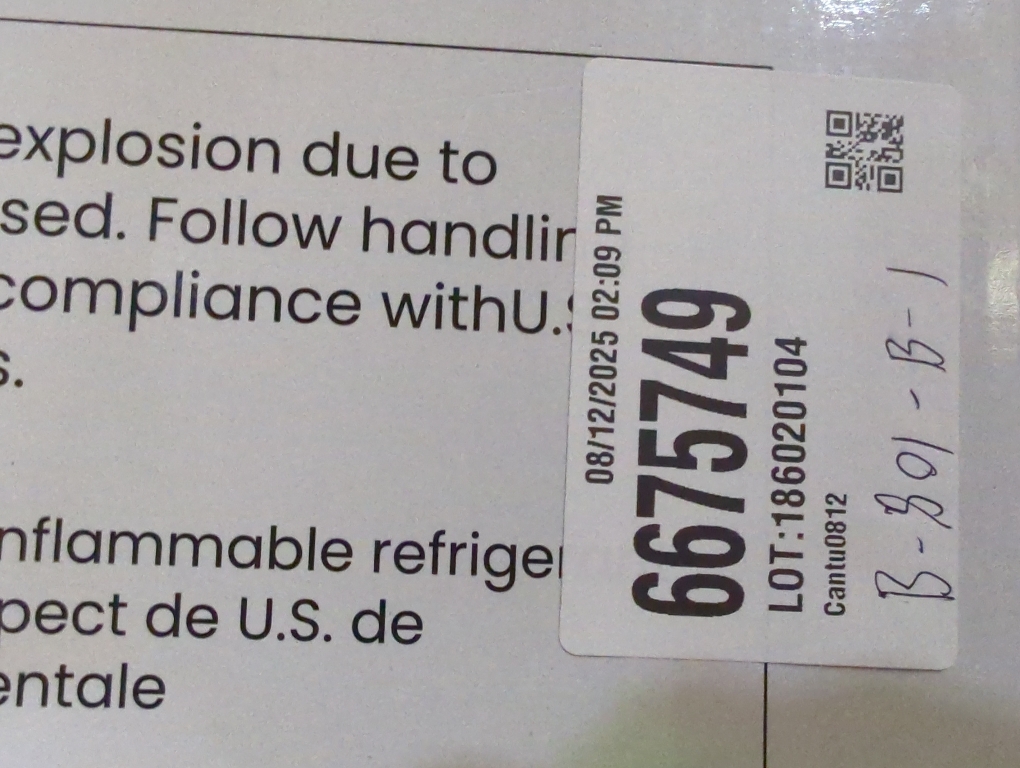 explosion due to
sed. Follow handlin
compliance withU.S
s.
nflammable refriger
pect de U.S. de
entale
08/12/2025 02:09 PM
6675749
LOT:186020104
Cantu0812
B-801-B-1